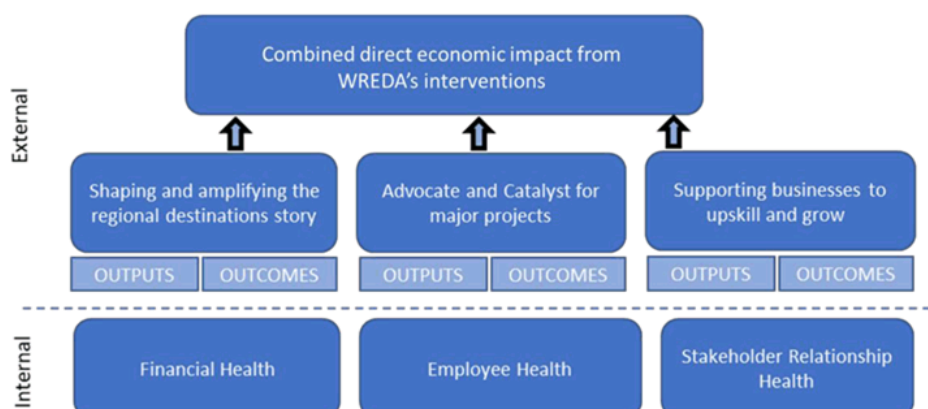 External
Combined direct economic impact from
WREDA's interventions
Shaping and amplifying the
regional destinations story
Advocate and Catalyst for
major projects
Supporting businesses to
upskill and grow
OUTPUTS
OUTCOMES
OUTPUTS
OUTCOMES
OUTPUTS
OUTCOMES
Internal
Financial Health
Employee Health
Stakeholder Relationship
Health